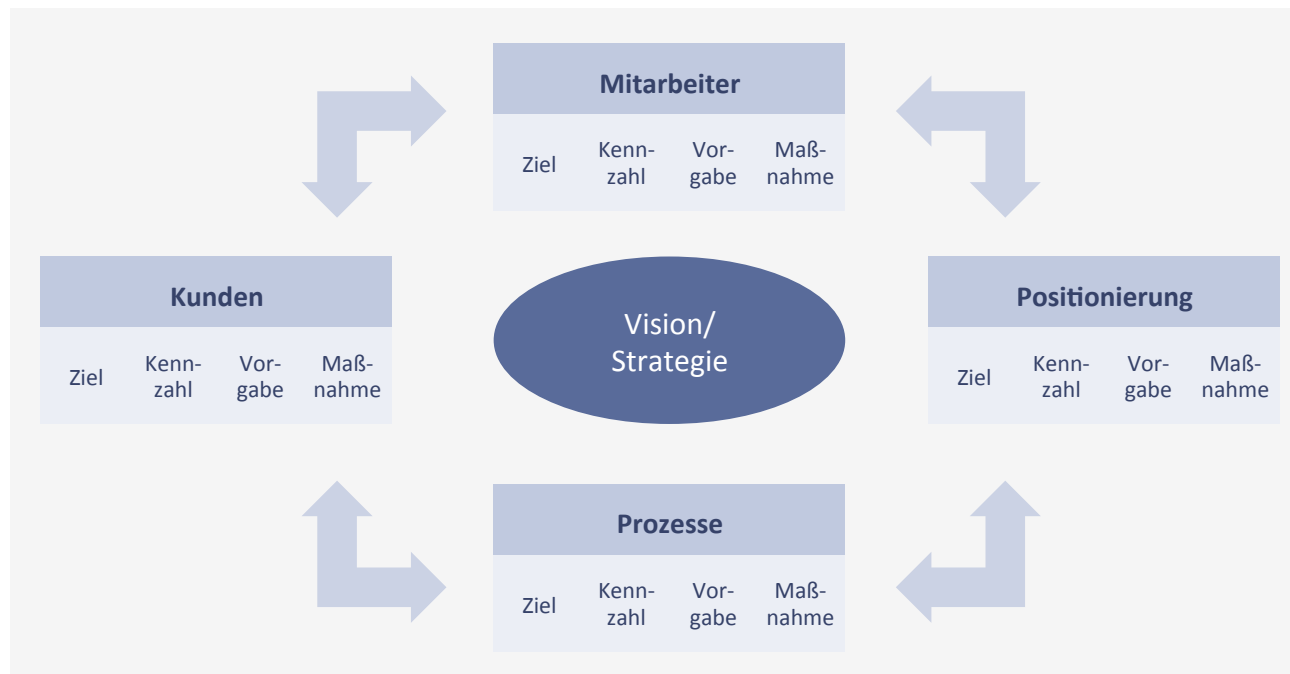 Mitarbeiter
Ziel
Kenn-
zahl
Vor-
gabe
Maß-
nahme
Kunden
Ziel
Kenn-
zahl
Vor-
gabe
Maß-
nahme
Vision/
Strategie
Positionierung
Ziel
Kenn-
zahl
Vor-
gabe
Maß-
nahme
Prozesse
Ziel
Kenn-
zahl
Vor-
gabe
Maß-
nahme